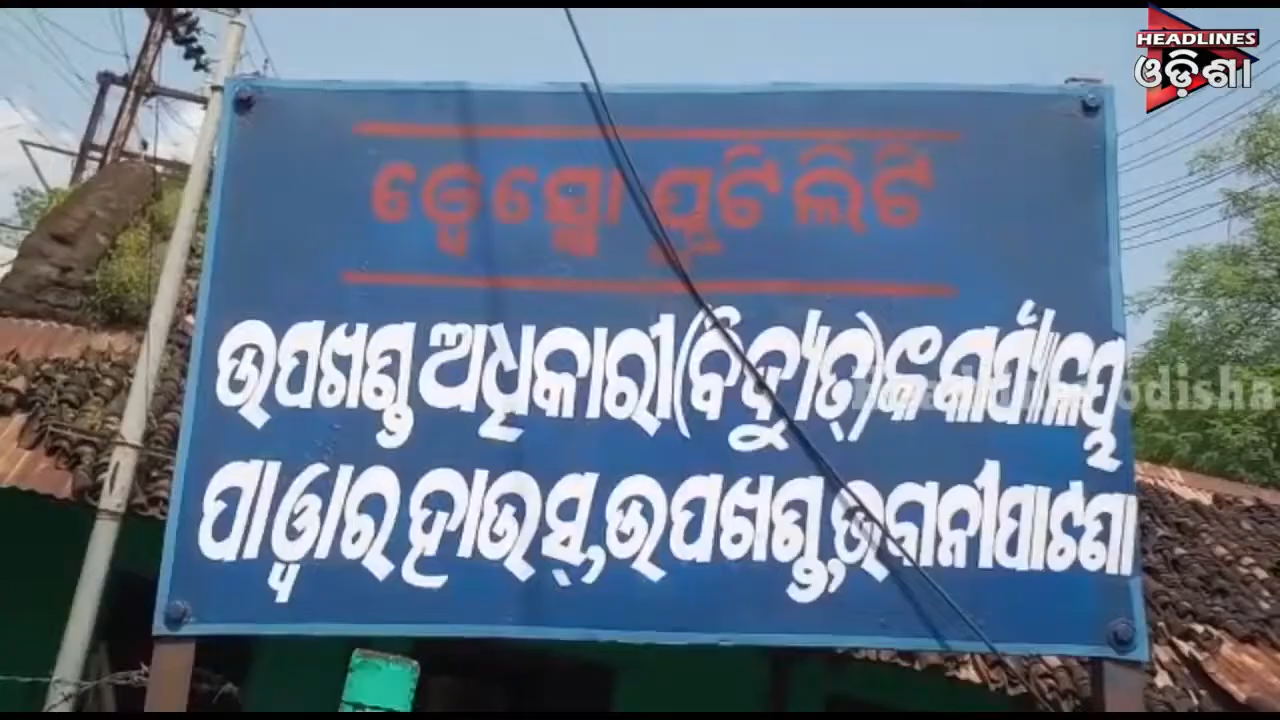 HEADLINES
ଓଡ଼ିଶା
ଡ୍ବେସ୍କୋ ଯୁଟିଲିଟି
ଉପଖଣ୍ଡ ଅଧିକାରୀ(ବିଦ୍ୟୁତ୍)ଙ୍କ କାର୍ଯ୍ୟାଳୟ
ପାୱାର ହାଉସ୍, ଉପଖଣ୍ଡ, ଭବାନୀପାଟଣା